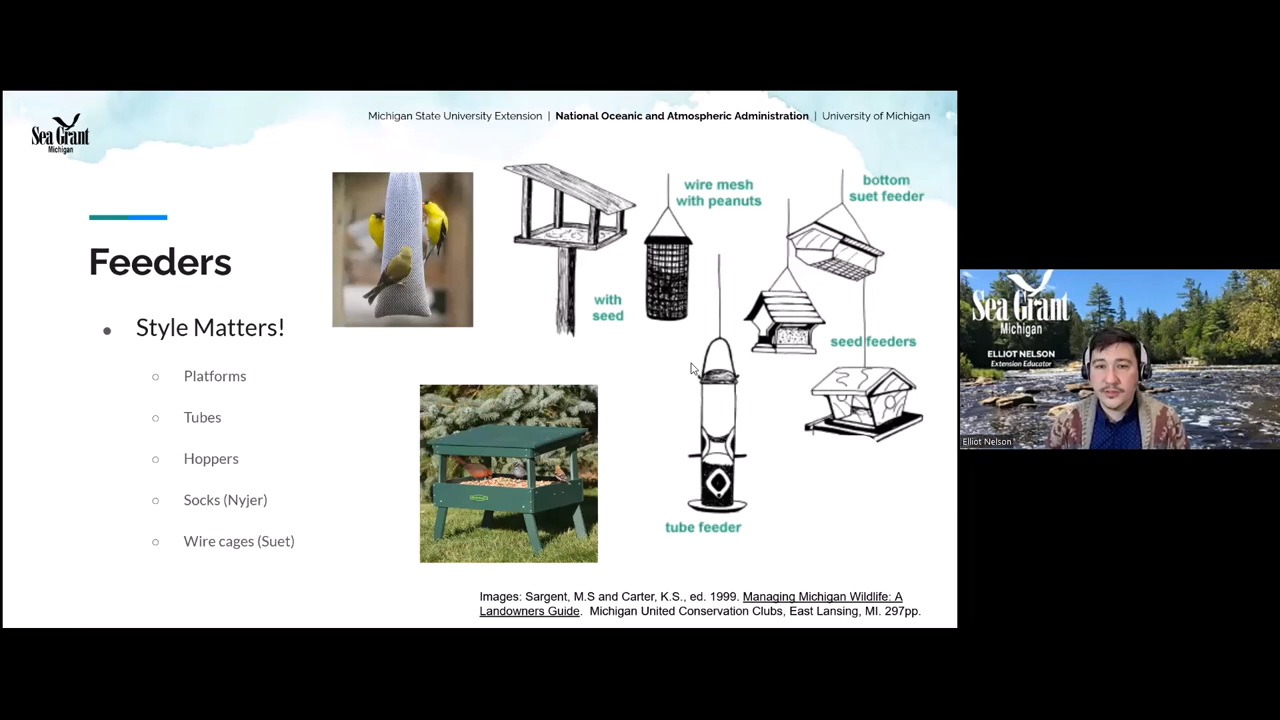 Sea Grant
Michigan
Michigan State University Extension | National Oceanic and Atmospheric Administration | University of Michigan
Feeders
● Style Matters!
○ Platforms
○ Tubes
○ Hoppers
○ Socks (Nyjer)
○ Wire cages (Suet)
wire mesh
with peanuts
bottom
suet feeder
with
seed
seed feeders
tube feeder
Images: Sargent, M.S and Carter, K.S., ed. 1999. Managing Michigan Wildlife: A
Landowners Guide. Michigan United Conservation Clubs, East Lansing, MI. 297pp.
Sea Grant
Michigan
ELLIOT NELSON
Extension Educator
Elliot Nelson